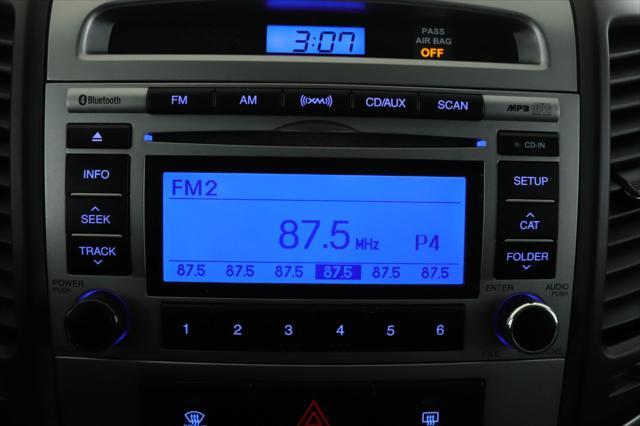 3:07
PASS
AIR BAG
OFF
Bluetooth
FM AM ((XM)) CD/AUX SCAN
MP3
CD-IN
INFO
SEEK
TRACK
FM2
87.5 MHz P4
87.5 87.5 87.5 87.5 87.5 87.5
SETUP
CAT
FOLDER
POWER
PUSH
1 2 3 4 5 6
ENTER
AUDIO
PUSH
FILE